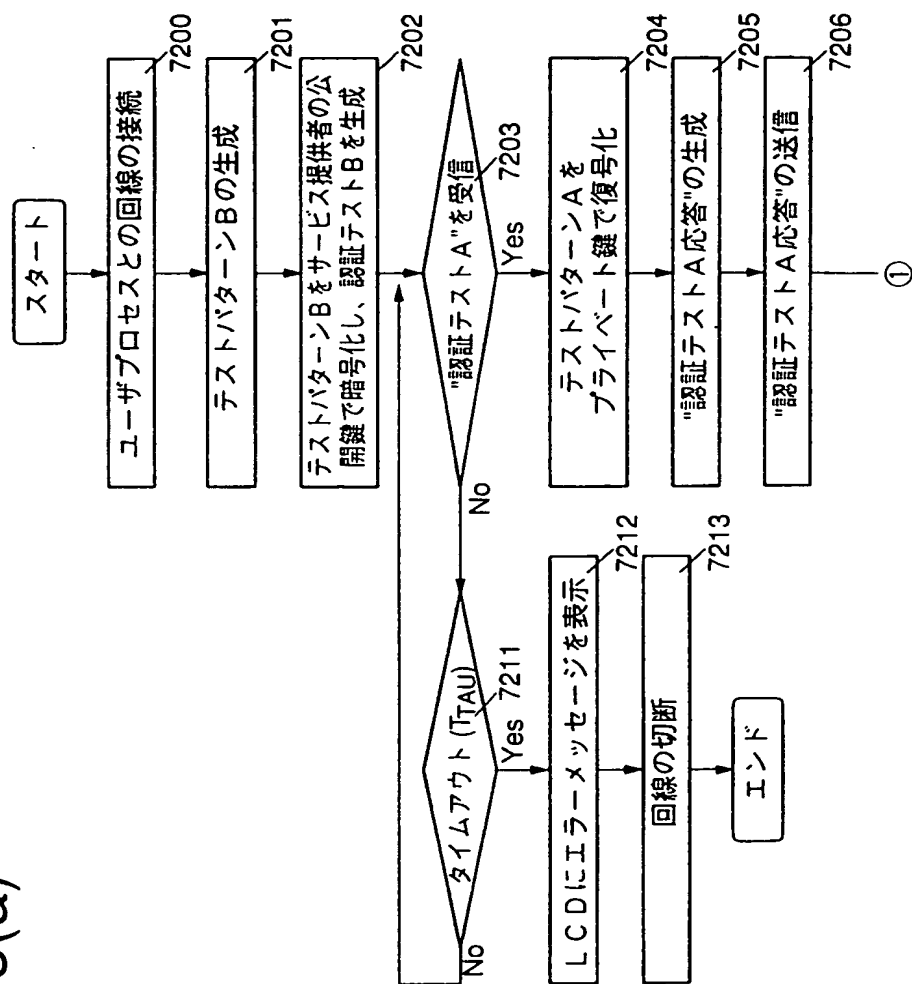 スタート
ユーザプロセスとの回線の接続
7200
テストパターンBの生成
7201
テストパターンBをサービス提供者の公
開鍵で暗号化し、認証テストBを生成
7202
"認証テストA"を受信
7203
Yes
No
テストパターンAを
プライベート鍵で復号化
7204
"認証テストA応答"の生成
7205
"認証テストA応答"の送信
7206
①
タイムアウト(TTAU)
7211
No
Yes
LCDにエラーメッセージを表示
7212
回線の切断
7213
エンド